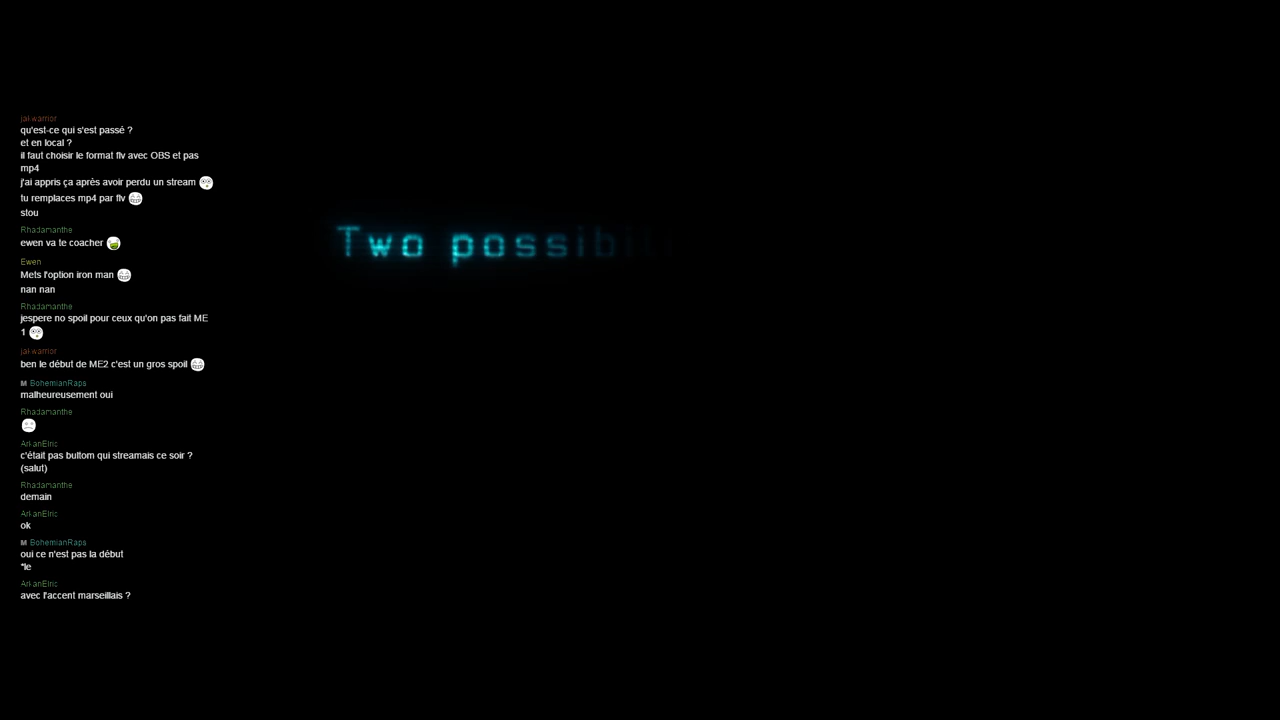 jal-warrior
qu'est-ce qui s'est passé ?
et en local ?
il faut choisir le format flv avec OBS et pas
mp4
j'ai appris ça après avoir perdu un stream
tu remplaces mp4 par flv
stou
Rhadamanthe
ewen va te coacher
Ewen
Mets l'option iron man
nan nan
Rhadamanthe
jespere no spoil pour ceux qu'on pas fait ME
1
jal-warrior
ben le début de ME2 c'est un gros spoil
M BohemianRaps
malheureusement oui
Rhadamanthe
ArkanElric
c'était pas buttom qui streamais ce soir ?
(salut)
Rhadamanthe
demain
ArkanElric
ok
M BohemianRaps
oui ce n'est pas la début
*le
ArkanElric
avec l'accent marseillais ?
Two possibili